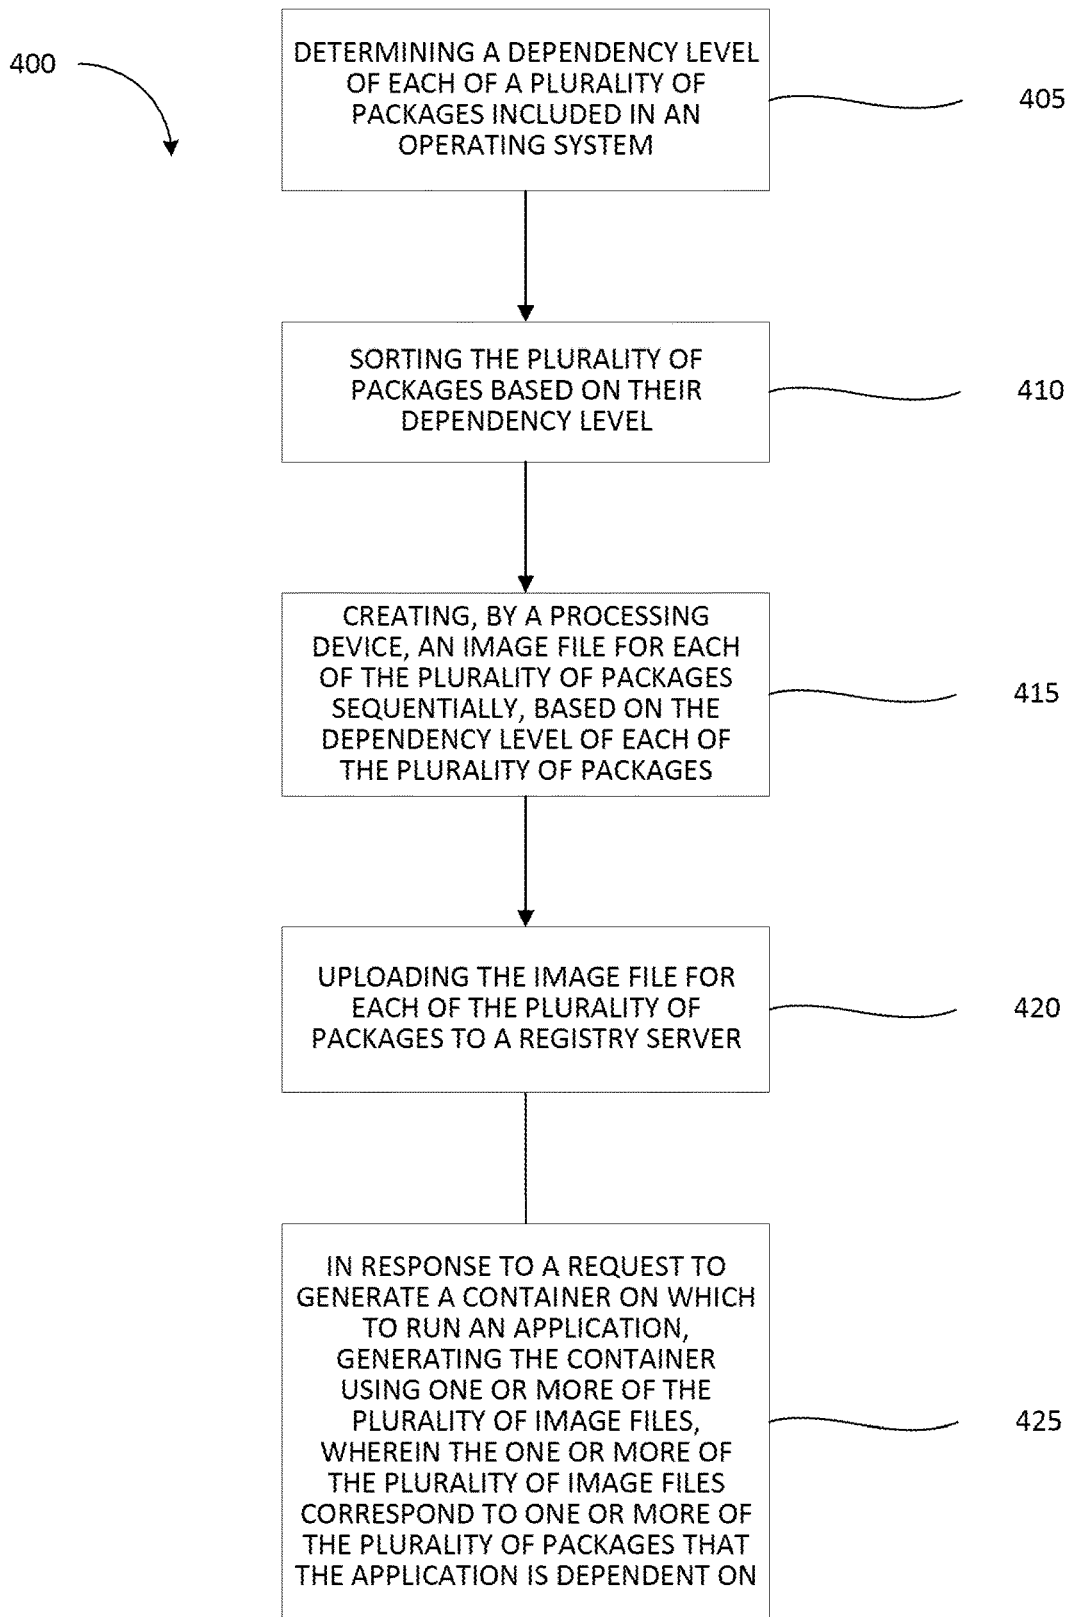 400
DETERMINING A DEPENDENCY LEVEL
OF EACH OF A PLURALITY OF
PACKAGES INCLUDED IN AN
OPERATING SYSTEM
405
SORTING THE PLURALITY OF
PACKAGES BASED ON THEIR
DEPENDENCY LEVEL
410
CREATING, BY A PROCESSING
DEVICE, AN IMAGE FILE FOR EACH
OF THE PLURALITY OF PACKAGES
SEQUENTIALLY, BASED ON THE
DEPENDENCY LEVEL OF EACH OF
THE PLURALITY OF PACKAGES
415
UPLOADING THE IMAGE FILE FOR
EACH OF THE PLURALITY OF
PACKAGES TO A REGISTRY SERVER
420
IN RESPONSE TO A REQUEST TO
GENERATE A CONTAINER ON WHICH
TO RUN AN APPLICATION,
GENERATING THE CONTAINER
USING ONE OR MORE OF THE
PLURALITY OF IMAGE FILES,
WHEREIN THE ONE OR MORE OF
THE PLURALITY OF IMAGE FILES
CORRESPOND TO ONE OR MORE OF
THE PLURALITY OF PACKAGES THAT
THE APPLICATION IS DEPENDENT ON
425